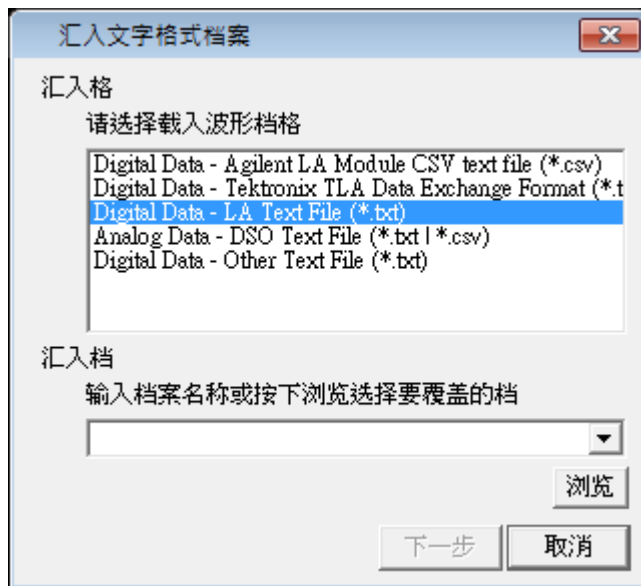 汇入文字格式档案
汇入格
请选择载入波形档格
Digital Data - Agilent LA Module CSV text file (*.csv)
Digital Data - Tektronix TLA Data Exchange Format (*.t
Digital Data - LA Text File (*.txt)
Analog Data - DSO Text File (*.txt | *.csv)
Digital Data - Other Text File (*.txt)
汇入档
输入档案名称或按下浏览选择要覆盖的档
浏览
下一步
取消